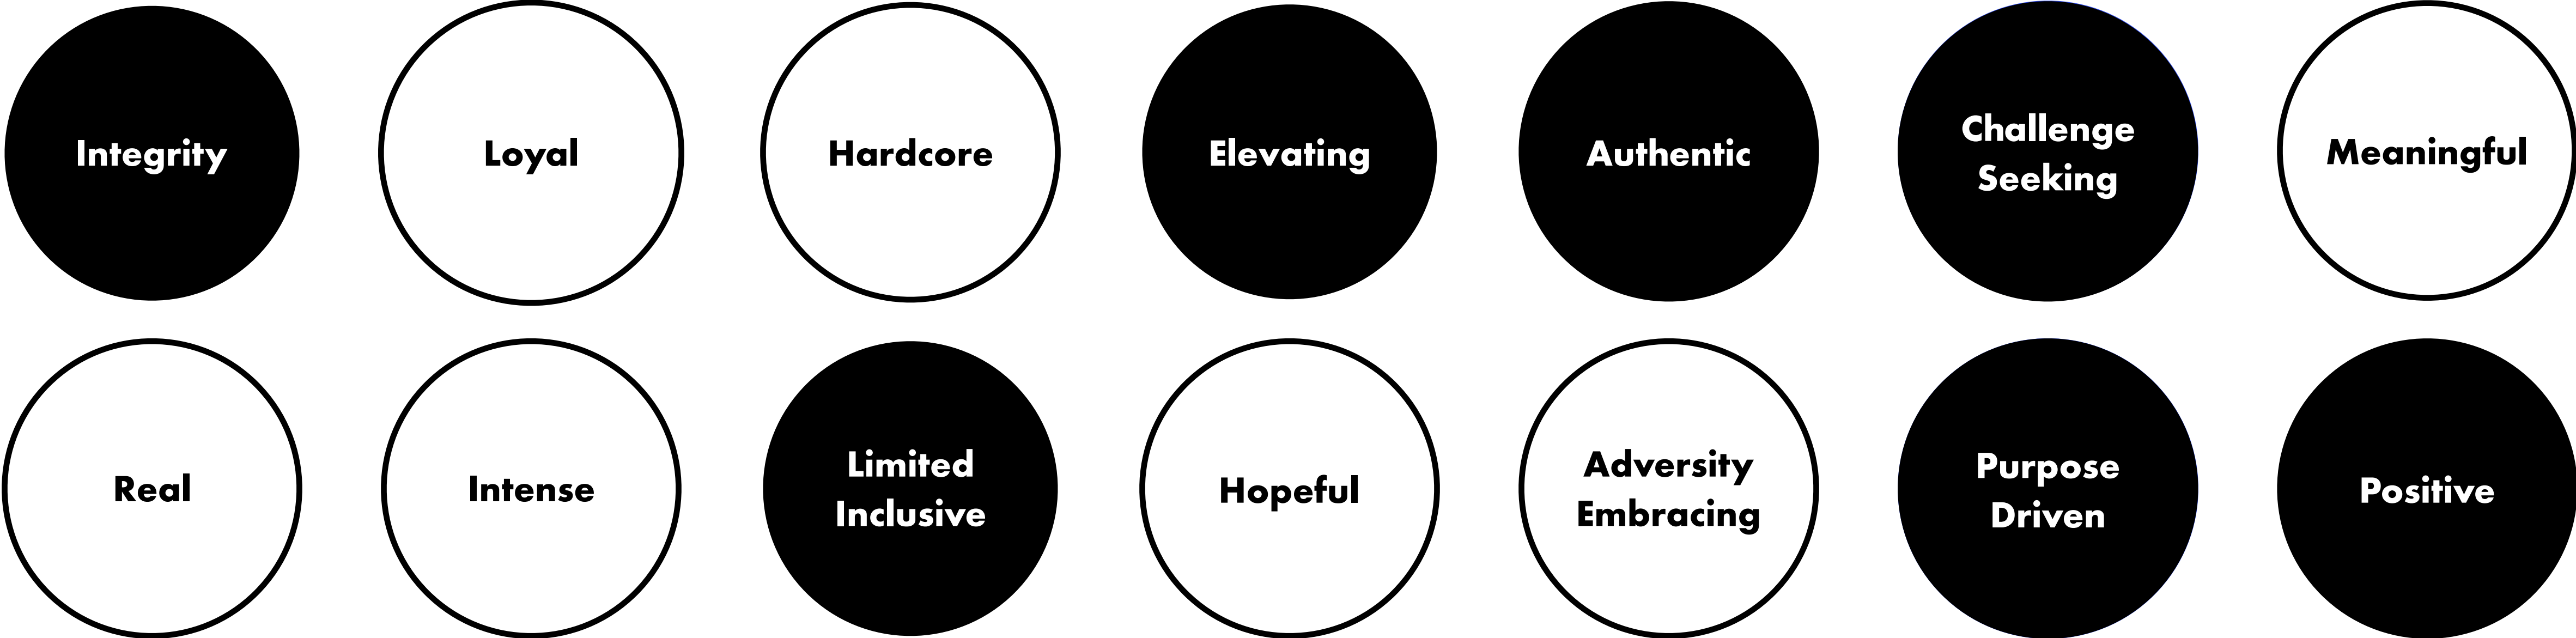 Integrity
Loyal
Hardcore
Elevating
Authentic
Challenge
Seeking
Meaningful
Real
Intense
Limited
Inclusive
Hopeful
Adversity
Embracing
Purpose
Driven
Positive